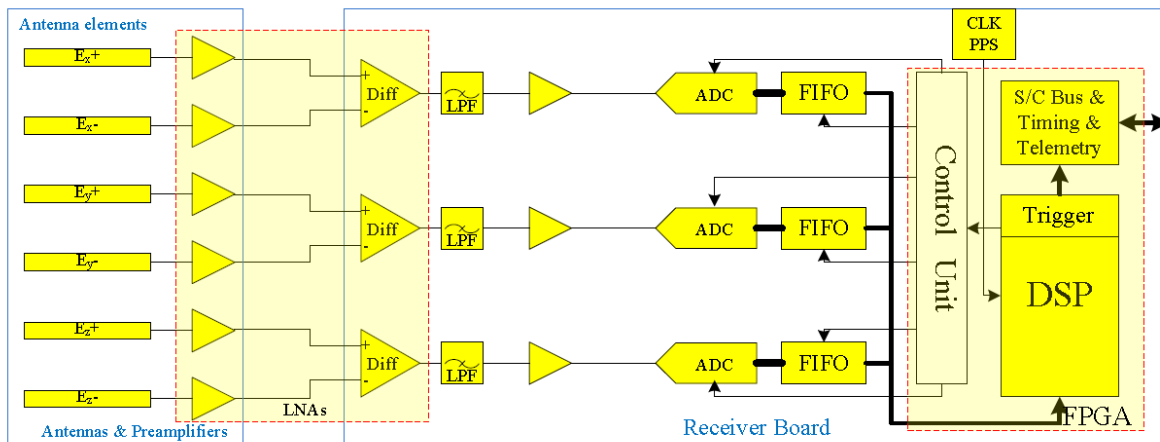 Antenna elements
Ex+
Ex-
Ey+
Ey-
Ez+
Ez-
Antennas & Preamplifiers
LNAs
+
-
Diff
+
-
Diff
+
-
Diff
LPF
LPF
LPF
ADC
ADC
ADC
FIFO
FIFO
FIFO
Receiver Board
CLK
PPS
Control Unit
S/C Bus &
Timing &
Telemetry
Trigger
DSP
FPGA